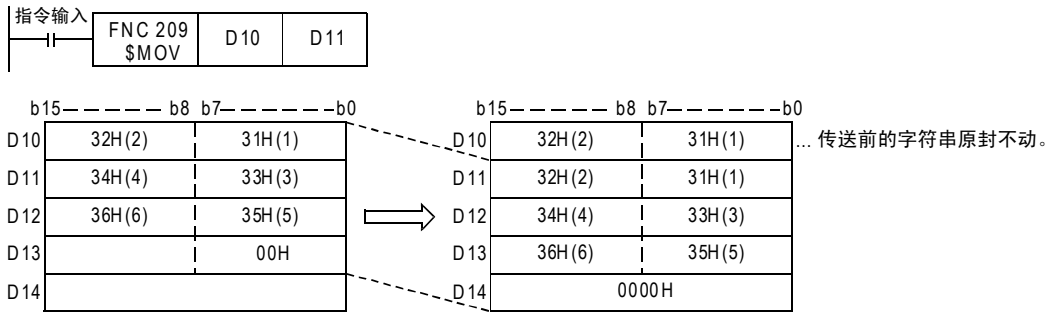 指令输入
FNC 209 $MOV D10 D11
b15 b8 b7 b0 b15 b8 b7 b0
D10 32H(2) 31H(1) D10 32H(2) 31H(1) ... 传送前的字符串原封不动。
D11 34H(4) 33H(3) D11 32H(2) 31H(1)
D12 36H(6) 35H(5) D12 34H(4) 33H(3)
D13 00H D13 36H(6) 35H(5)
D14 D14 0000H